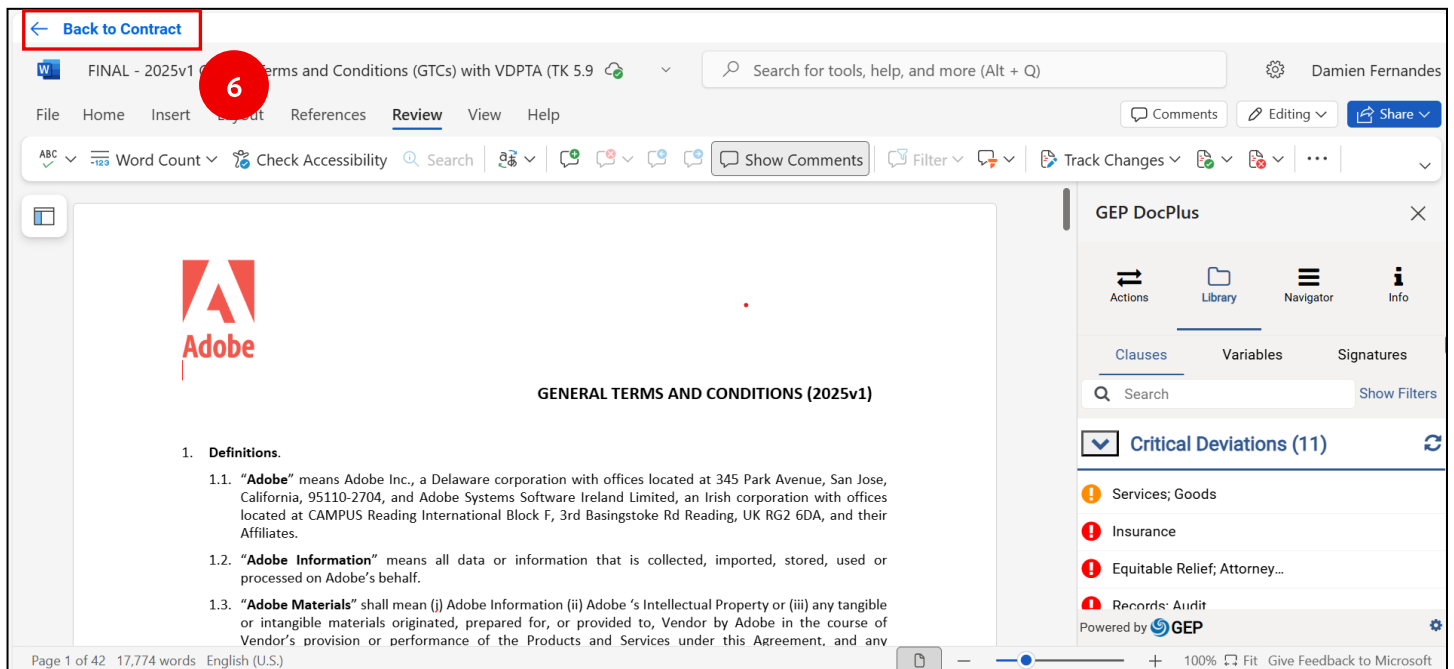 Back to Contract
FINAL - 2025v1 Terms and Conditions (GTCs) with VDPTA (TK 5.9
Search for tools, help, and more (Alt + Q)
Damien Fernandes
6
File Home Insert Layout References Review View Help
Comments Editing Share
ABC 123 Word Count Check Accessibility Search Show Comments Filter Track Changes
GEP DocPlus
Actions Library Navigator Info
Clauses Variables Signatures
Search Show Filters
Critical Deviations (11)
Services; Goods
Insurance
Equitable Relief; Attorney...
Records; Audit
Powered by GEP
Adobe
GENERAL TERMS AND CONDITIONS (2025v1)
1. Definitions.
1.1. “Adobe” means Adobe Inc., a Delaware corporation with offices located at 345 Park Avenue, San Jose,
California, 95110-2704, and Adobe Systems Software Ireland Limited, an Irish corporation with offices
located at CAMPUS Reading International Block F, 3rd Basingstoke Rd Reading, UK RG2 6DA, and their
Affiliates.
1.2. “Adobe Information” means all data or information that is collected, imported, stored, used or
processed on Adobe’s behalf.
1.3. “Adobe Materials” shall mean (j) Adobe Information (ii) Adobe ‘s Intellectual Property or (iii) any tangible
or intangible materials originated, prepared for, or provided to, Vendor by Adobe in the course of
Vendor’s provision or performance of the Products and Services under this Agreement, and any
Page 1 of 42 17,774 words English (U.S.)
100% Fit Give Feedback to Microsoft